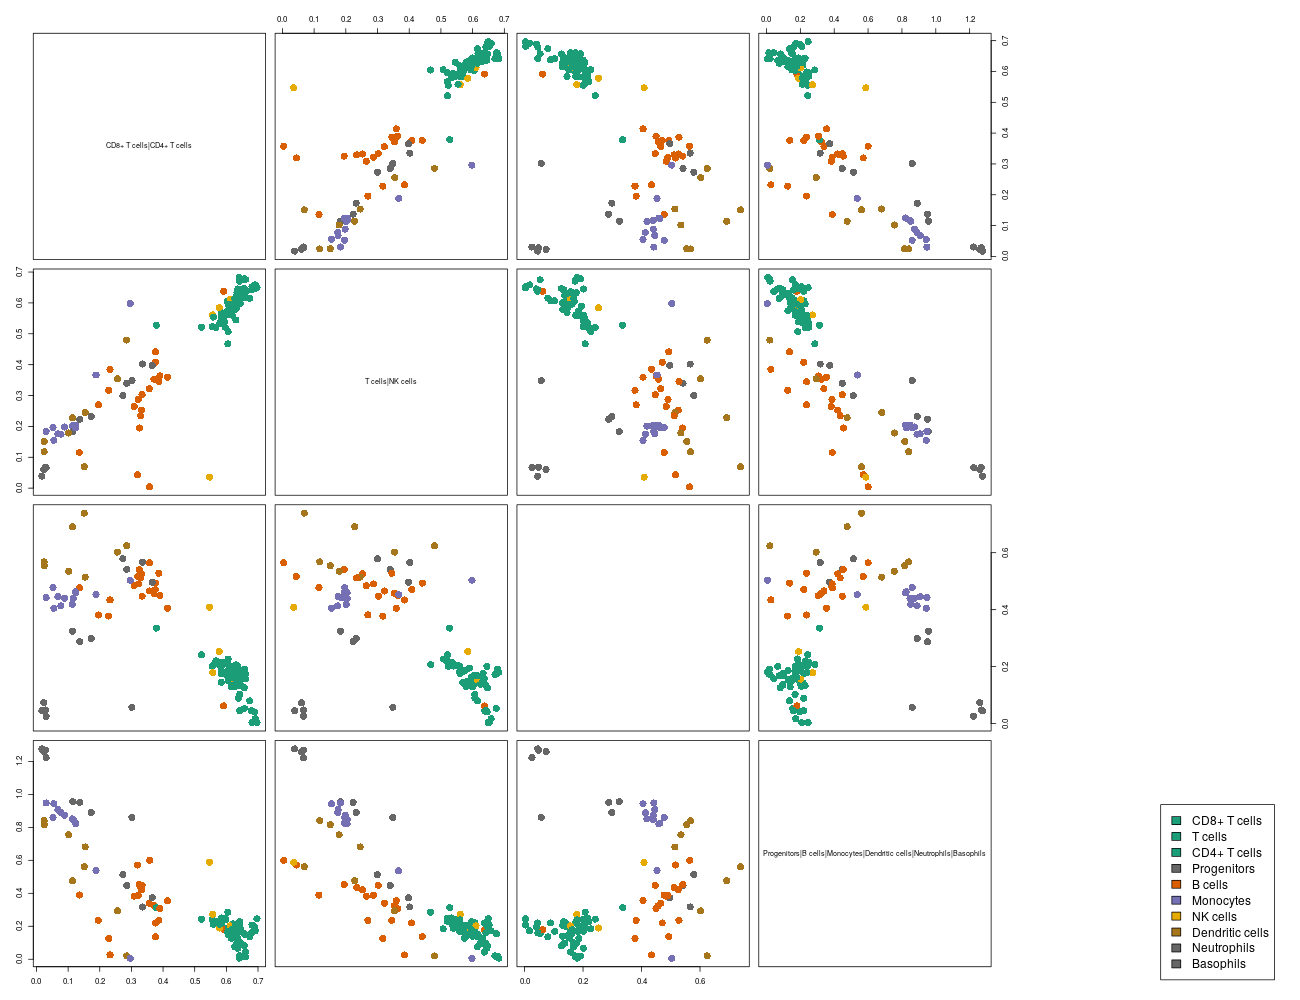 0.0 0.1 0.2 0.3 0.4 0.5 0.6 0.7
0.0 0.2 0.4 0.6 0.8 1.0 1.2
CD8+ T cells|CD4+ T cells
0.0 0.1 0.2 0.3 0.4 0.5 0.6 0.7
0.0 0.1 0.2 0.3 0.4 0.5 0.6 0.7
T cells|NK cells
0.0 0.2 0.4 0.6
0.0 0.2 0.4 0.6 0.8 1.0 1.2
Progenitors|B cells|Monocytes|Dendritic cells|Neutrophils|Basophils
0.0 0.1 0.2 0.3 0.4 0.5 0.6 0.7
0.0 0.2 0.4 0.6
CD8+ T cells
T cells
CD4+ T cells
Progenitors
B cells
Monocytes
NK cells
Dendritic cells
Neutrophils
Basophils